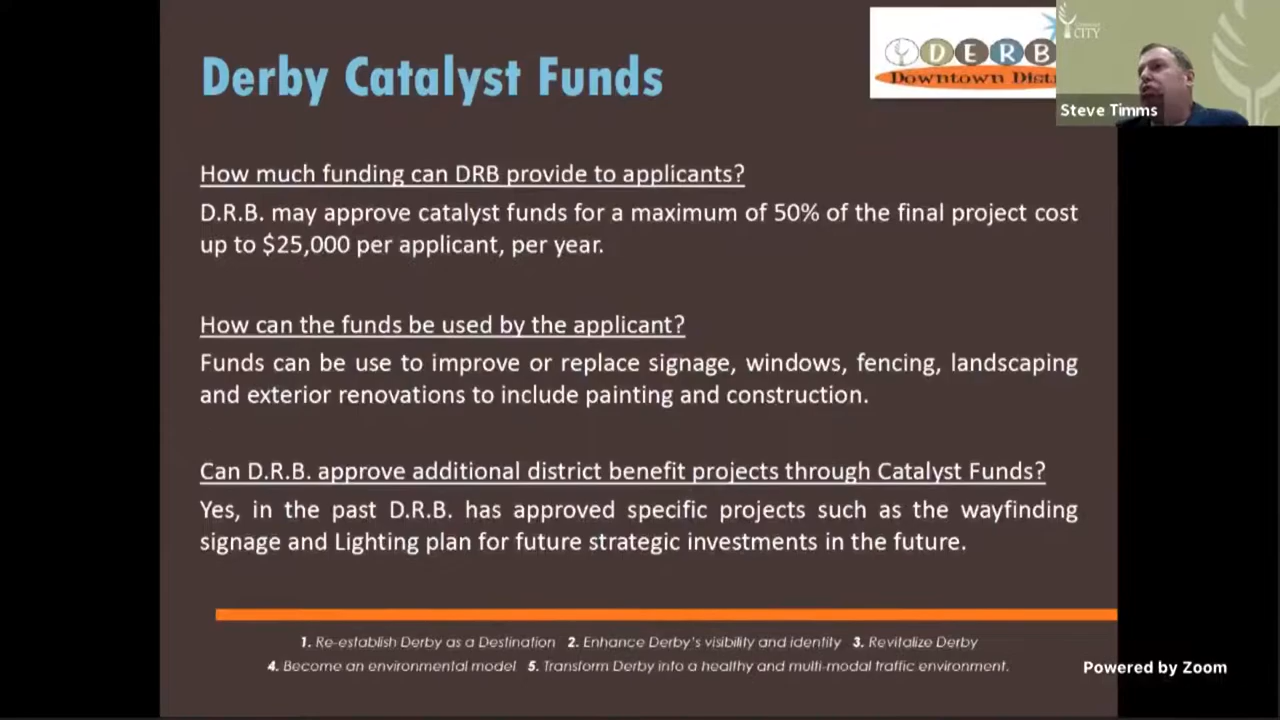 Derby Catalyst Funds
DERB
Downtown Dist
CITY
Steve Timms
How much funding can DRB provide to applicants?
D.R.B. may approve catalyst funds for a maximum of 50% of the final project cost
up to $25,000 per applicant, per year.
How can the funds be used by the applicant?
Funds can be use to improve or replace signage, windows, fencing, landscaping
and exterior renovations to include painting and construction.
Can D.R.B. approve additional district benefit projects through Catalyst Funds?
Yes, in the past D.R.B. has approved specific projects such as the wayfinding
signage and Lighting plan for future strategic investments in the future.
1. Re-establish Derby as a Destination 2. Enhance Derby's visibility and identity 3. Revitalize Derby
4. Become an environmental model 5. Transform Derby into a healthy and multi-modal traffic environment.
Powered by Zoom